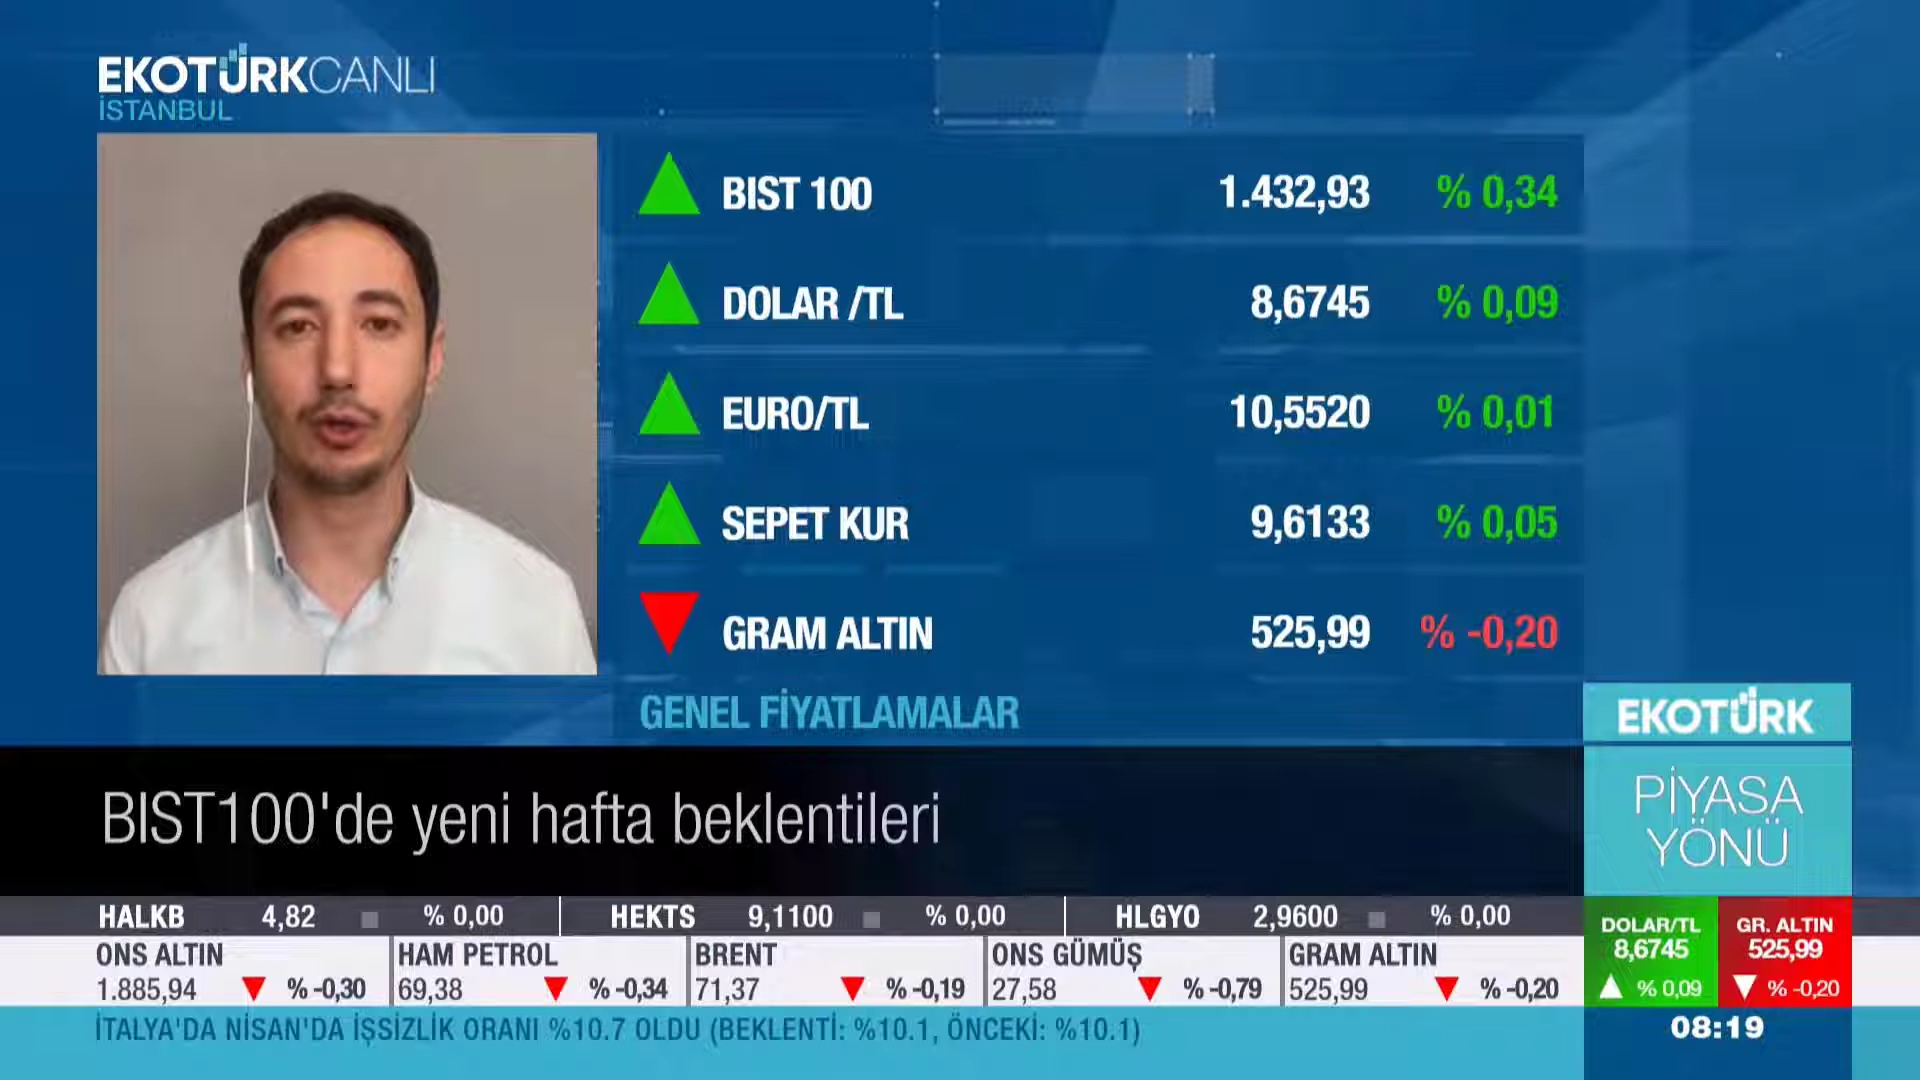 EKOTÜRKCANLI
İSTANBUL
BIST 100 1.432,93 % 0,34
DOLAR /TL 8,6745 % 0,09
EURO/TL 10,5520 % 0,01
SEPET KUR 9,6133 % 0,05
GRAM ALTIN 525,99 % -0,20
GENEL FİYATLAMALAR
EKOTÜRK
PİYASA
YÖNÜ
BIST100'de yeni hafta beklentileri
HALKB 4,82 % 0,00 HEKTS 9,1100 % 0,00 HLGYO 2,9600 % 0,00
ONS ALTIN HAM PETROL BRENT ONS GÜMÜŞ GRAM ALTIN
1.885,94 % -0,30 69,38 % -0,34 71,37 % -0,19 27,58 % -0,79 525,99 % -0,20
DOLAR/TL GR. ALTIN
8,6745 525,99
% 0,09 % -0,20
İTALYA'DA NİSAN'DA İŞSİZLİK ORANI %10.7 OLDU (BEKLENTİ: %10.1, ÖNCEKİ: %10.1)
08:19